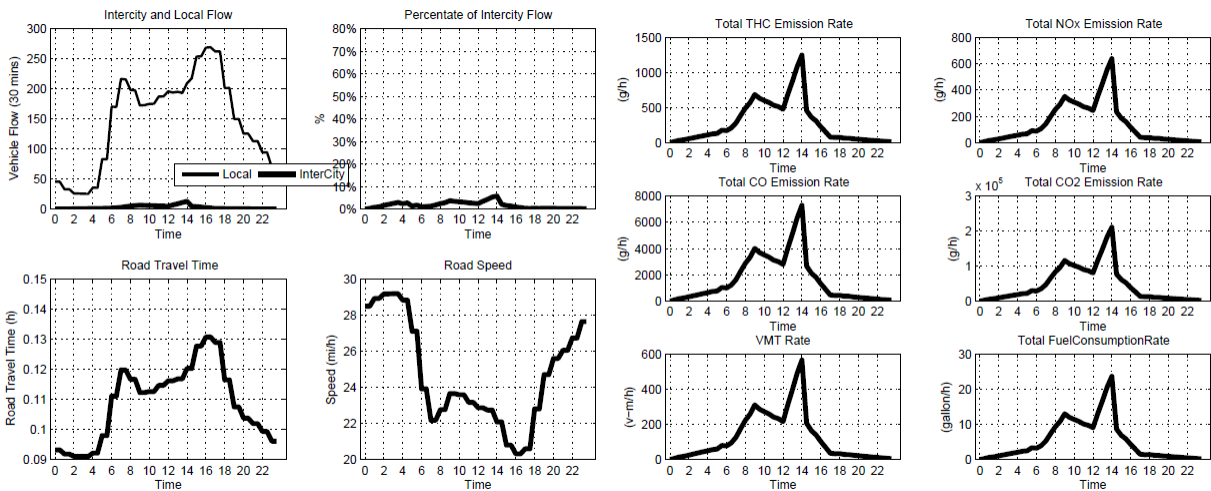 Intercity and Local Flow
Vehicle Flow (30 mins)
300
250
200
150
100
50
0
0 2 4 6 8 10 12 14 16 18 20 22
Time
Local InterCity
Percentage of Intercity Flow
%
80%
70%
60%
50%
40%
30%
20%
10%
0%
0 2 4 6 8 10 12 14 16 18 20 22
Time
Total THC Emission Rate
(g/h)
1500
1000
500
0
0 2 4 6 8 10 12 14 16 18 20 22
Time
Total NOx Emission Rate
(g/h)
800
600
400
200
0
0 2 4 6 8 10 12 14 16 18 20 22
Time
Total CO Emission Rate
(g/h)
8000
6000
4000
2000
0
0 2 4 6 8 10 12 14 16 18 20 22
Time
Total CO2 Emission Rate
x 10^5
(g/h)
3
2
1
0
0 2 4 6 8 10 12 14 16 18 20 22
Time
Road Travel Time
Road Travel Time (h)
0.15
0.14
0.13
0.12
0.11
0.1
0.09
0 2 4 6 8 10 12 14 16 18 20 22
Time
Road Speed
Speed (mi/h)
30
28
26
24
22
20
0 2 4 6 8 10 12 14 16 18 20 22
Time
VMT Rate
(v−m/h)
600
400
200
0
0 2 4 6 8 10 12 14 16 18 20 22
Time
Total FuelConsumptionRate
(gallon/h)
30
20
10
0
0 2 4 6 8 10 12 14 16 18 20 22
Time